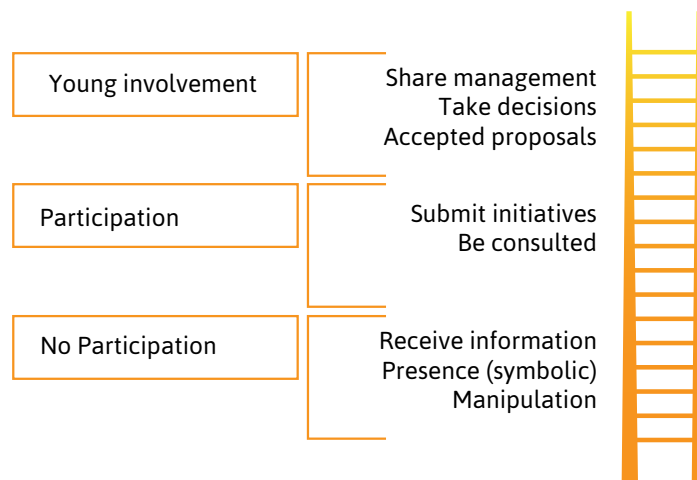 Young involvement
Share management
Take decisions
Accepted proposals
Participation
Submit initiatives
Be consulted
No Participation
Receive information
Presence (symbolic)
Manipulation